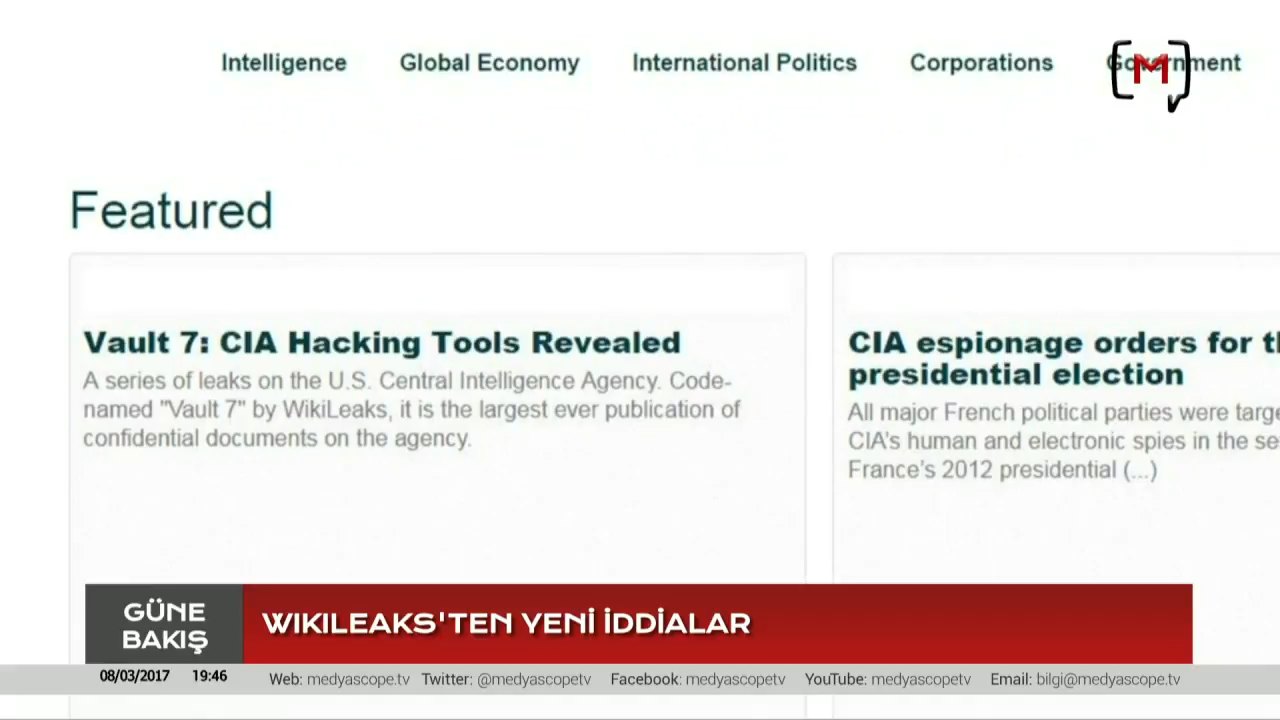 Intelligence Global Economy International Politics Corporations Government
M
Featured
Vault 7: CIA Hacking Tools Revealed
A series of leaks on the U.S. Central Intelligence Agency. Code-
named "Vault 7" by WikiLeaks, it is the largest ever publication of
confidential documents on the agency.
CIA espionage orders for
presidential election
All major French political parties were
CIA's human and electronic spies in the
France's 2012 presidential (...)
GÜNE
BAKIŞ
WIKILEAKS'TEN YENİ İDDİALAR
08/03/2017 19:46 Web: medyascope.tv Twitter: @medyascopetv Facebook: medyascopetv YouTube: medyascopetv Email: bilgi@medyascope.tv